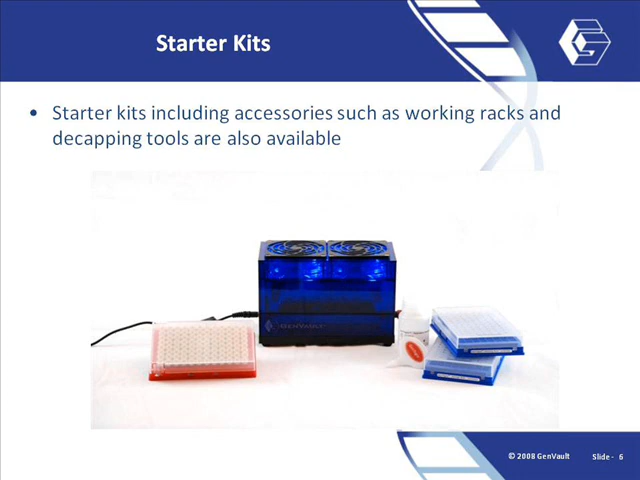 Starter Kits
• Starter kits including accessories such as working racks and
decapping tools are also available
GENVAULT
© 2008 GenVault
Slide - 6